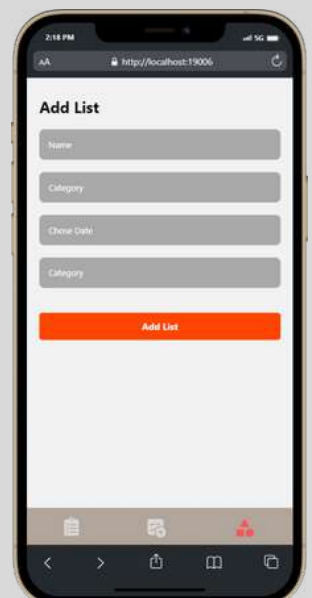 2:18 PM
5G
AA
http://localhost:19006
Add List
Name
Category
Chose Date
Category
Add List